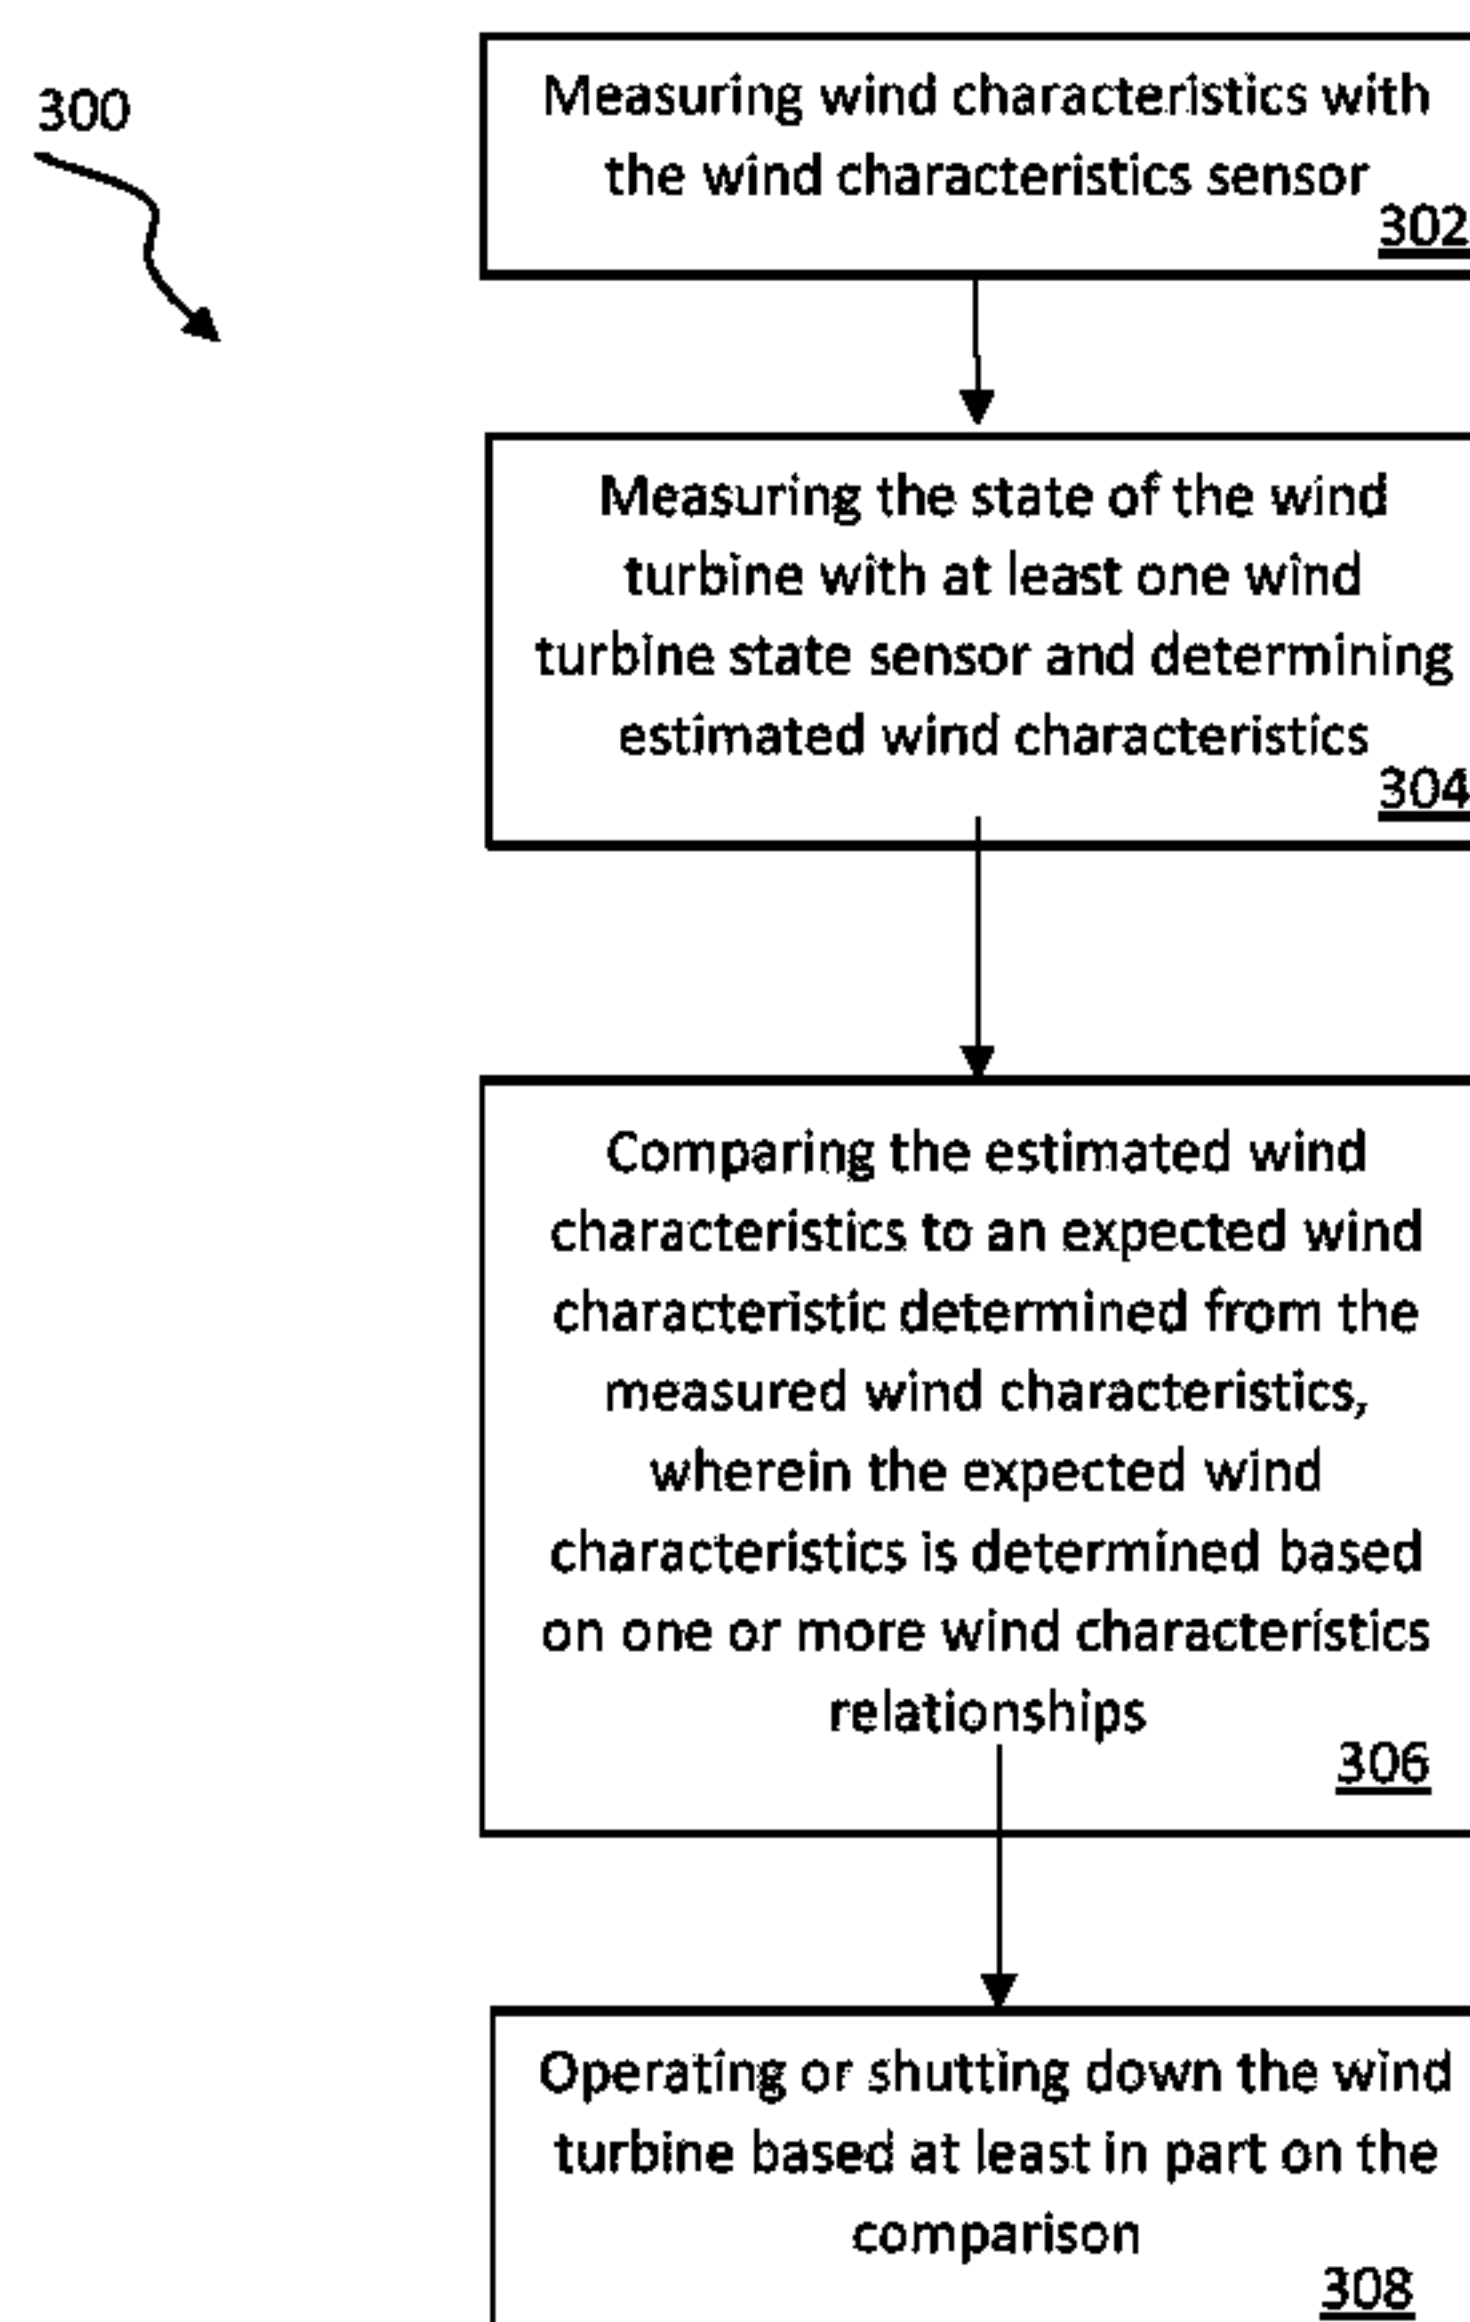 300
Measuring wind characteristics with
the wind characteristics sensor
302
Measuring the state of the wind
turbine with at least one wind
turbine state sensor and determining
estimated wind characteristics
304
Comparing the estimated wind
characteristics to an expected wind
characteristic determined from the
measured wind characteristics,
wherein the expected wind
characteristics is determined based
on one or more wind characteristics
relationships
306
Operating or shutting down the wind
turbine based at least in part on the
comparison
308